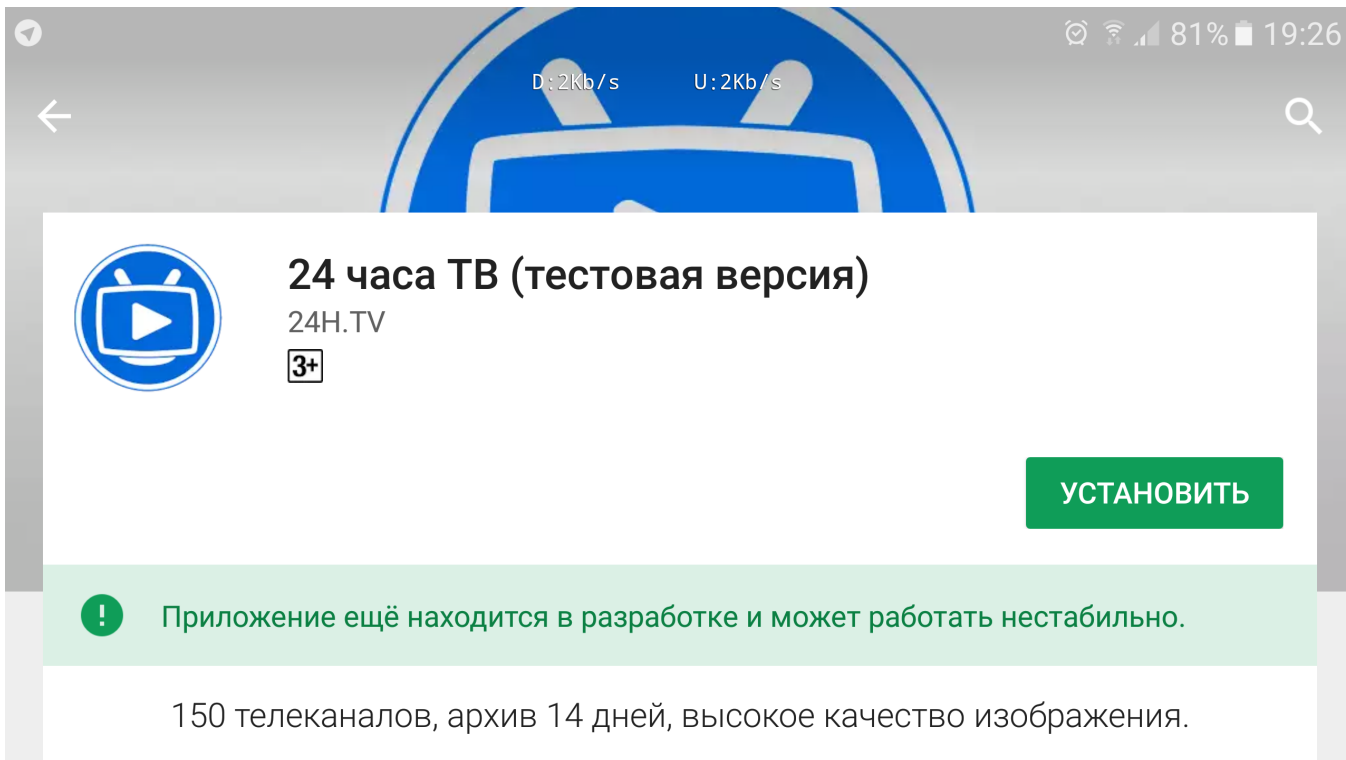 81% 19:26
D:2Kb/s U:2Kb/s
24 часа ТВ (тестовая версия)
24H.TV
3+
УСТАНОВИТЬ
Приложение ещё находится в разработке и может работать нестабильно.
150 телеканалов, архив 14 дней, высокое качество изображения.